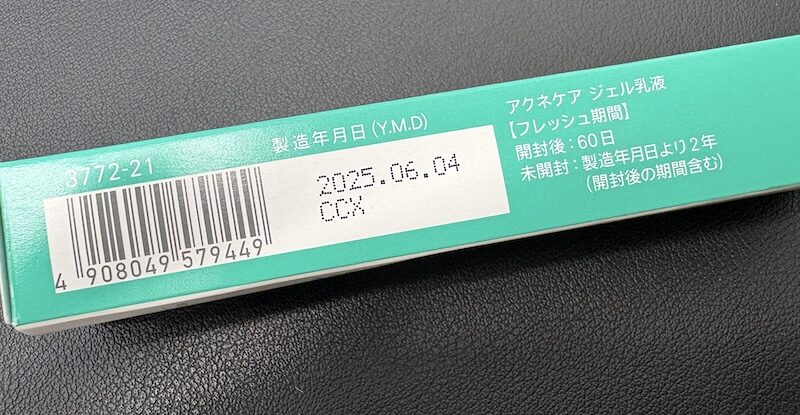 8772-21
4 908049 579449
製造年月日(Y.M.D)
2025.06.04
CCX
アクネケア ジェル乳液
【フレッシュ期間】
開封後:60日
未開封:製造年月日より2年
(開封後の期間含む)